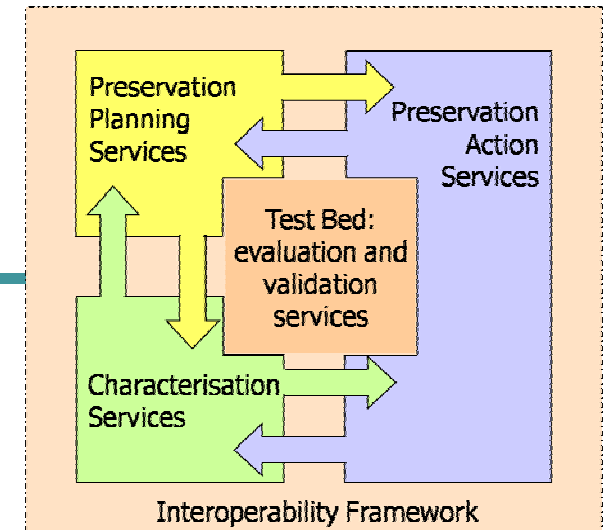 Preservation
Planning
Services
Preservation
Action
Services
Test Bed:
evaluation and
validation
services
Characterisation
Services
Interoperability Framework